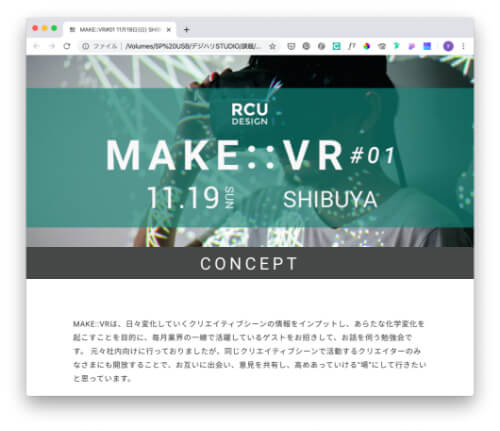 MAKE::VR#01 11月19日(日) SHIB
ファイル | /Volumes/SP%20USB/デジハリSTUDIO/課題/...
RCU
DESIGN
MAKE::VR #01
11.19 SUN SHIBUYA
CONCEPT
MAKE::VRは、日々変化していくクリエイティブシーンの情報をインプットし、あらたな化学変化を
起こすことを目的に、毎月業界の一線で活躍しているゲストをお招きして、お話を伺う勉強会で
す。 元々社内向けに行っておりましたが、同じクリエイティブシーンで活動するクリエイターのみ
なさまにも開放することで、お互いに出会い、意見を共有し、高めあっていける"場"にして行きたい
と思っています。